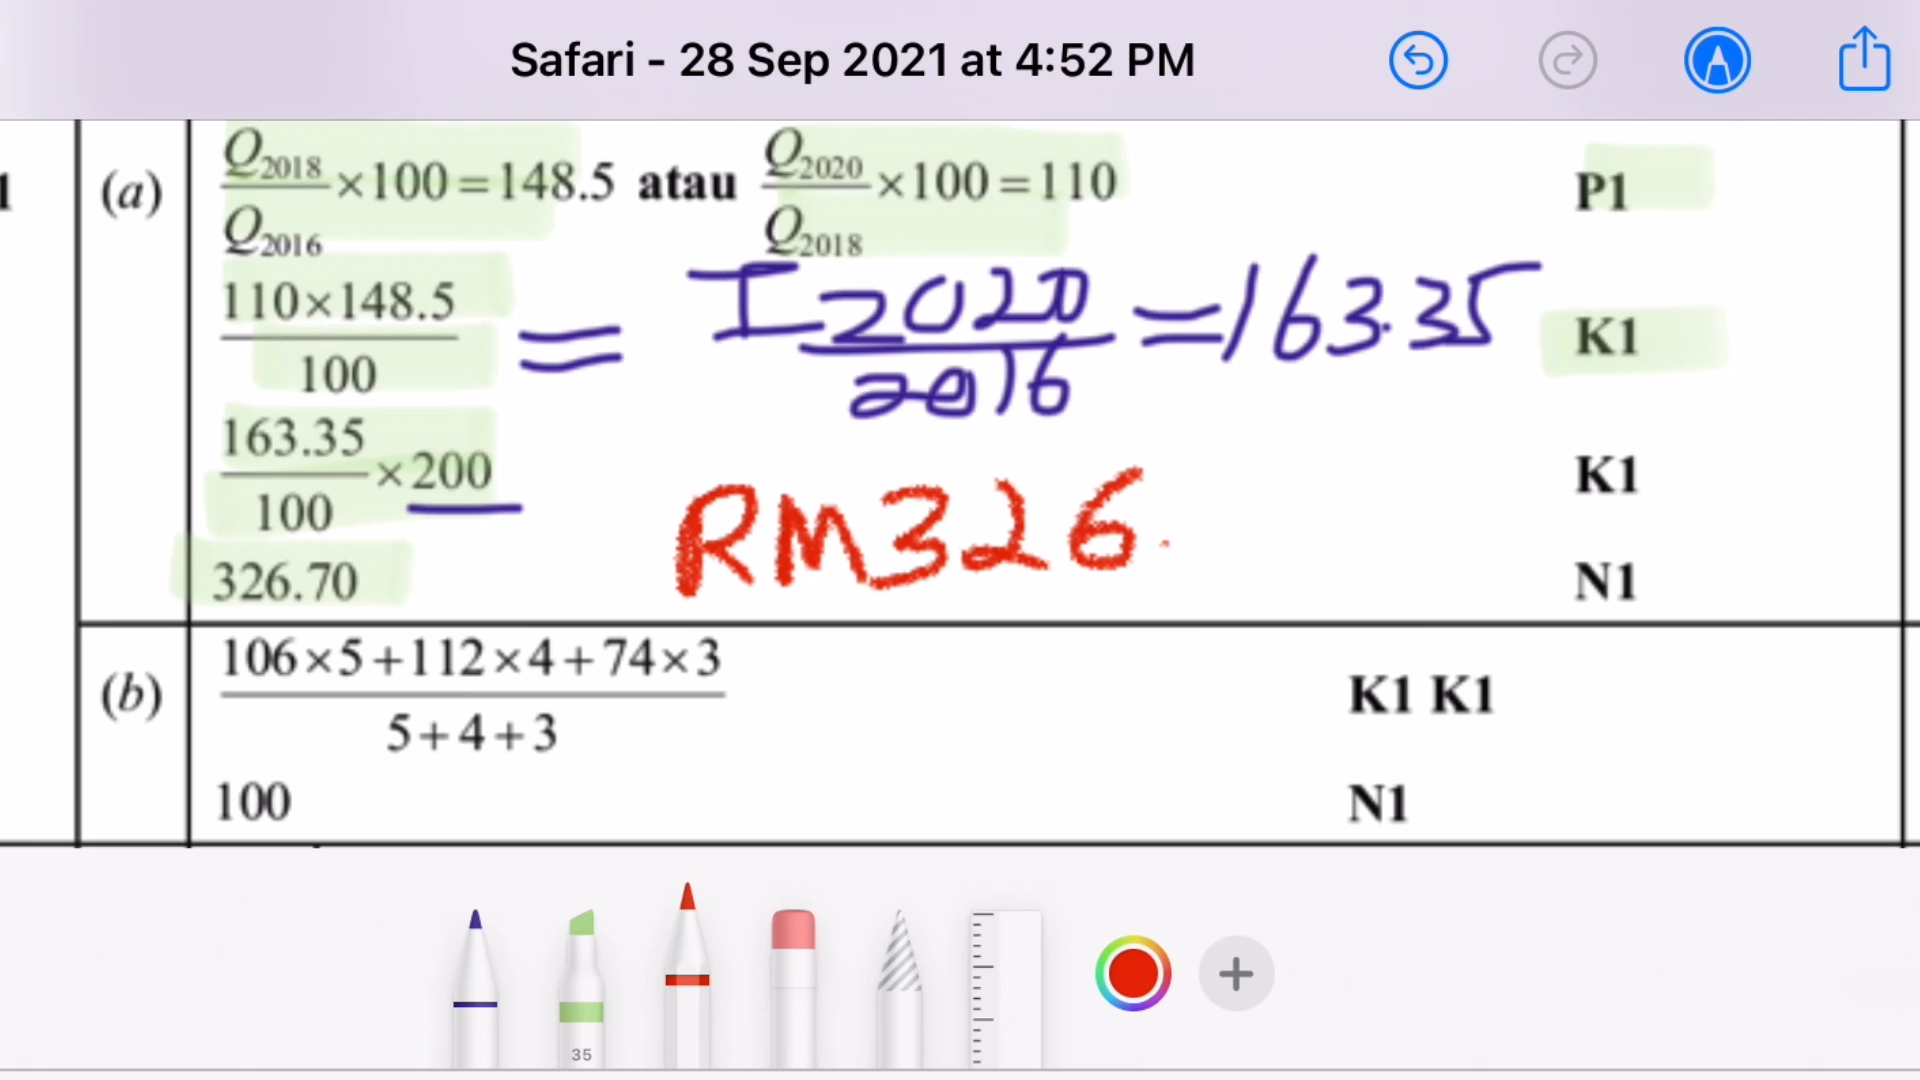 Safari - 28 Sep 2021 at 4:52 PM
1 (a) Q2018/Q2016 ×100=148.5 atau Q2020/Q2018 ×100=110 P1
110×148.5/100 = I 2020/2016 = 163.35 K1
163.35/100 ×200 K1
RM326.
326.70 N1
(b) 106×5+112×4+74×3/5+4+3 K1 K1
100 N1
35